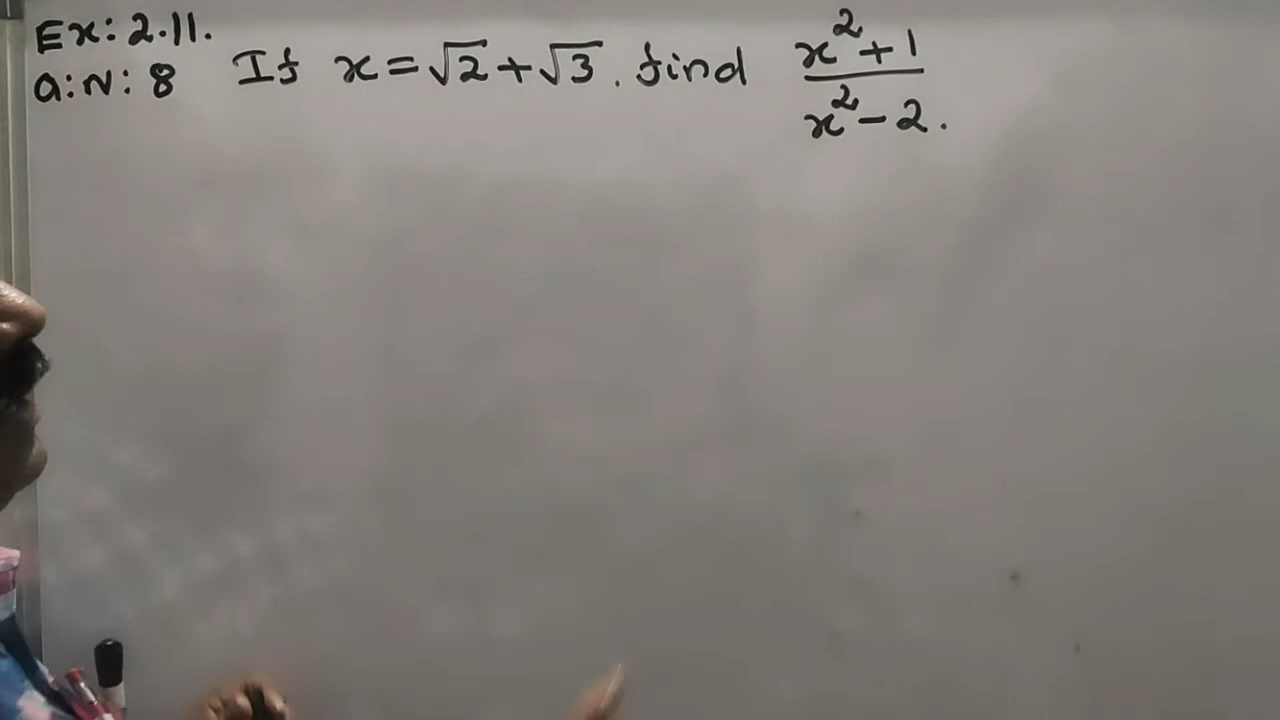 Ex: 2.11.
Q:N: 8 If x = √2 + √3. find (x² + 1)/(x² - 2).